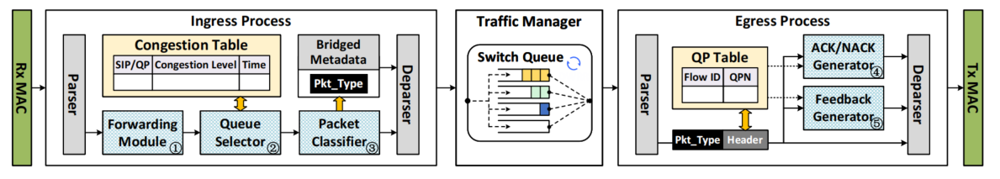 Rx MAC
Ingress Process
Parser
Congestion Table
SIP/QP Congestion Level Time
Forwarding
Module ①
Queue
Selector ②
Bridged
Metadata
Pkt_Type
Packet
Classifier ③
Deparser
Traffic Manager
Switch Queue
Egress Process
Parser
QP Table
Flow ID QPN
Pkt_Type Header
ACK/NACK
Generator ④
Feedback
Generator ⑤
Deparser
Tx MAC